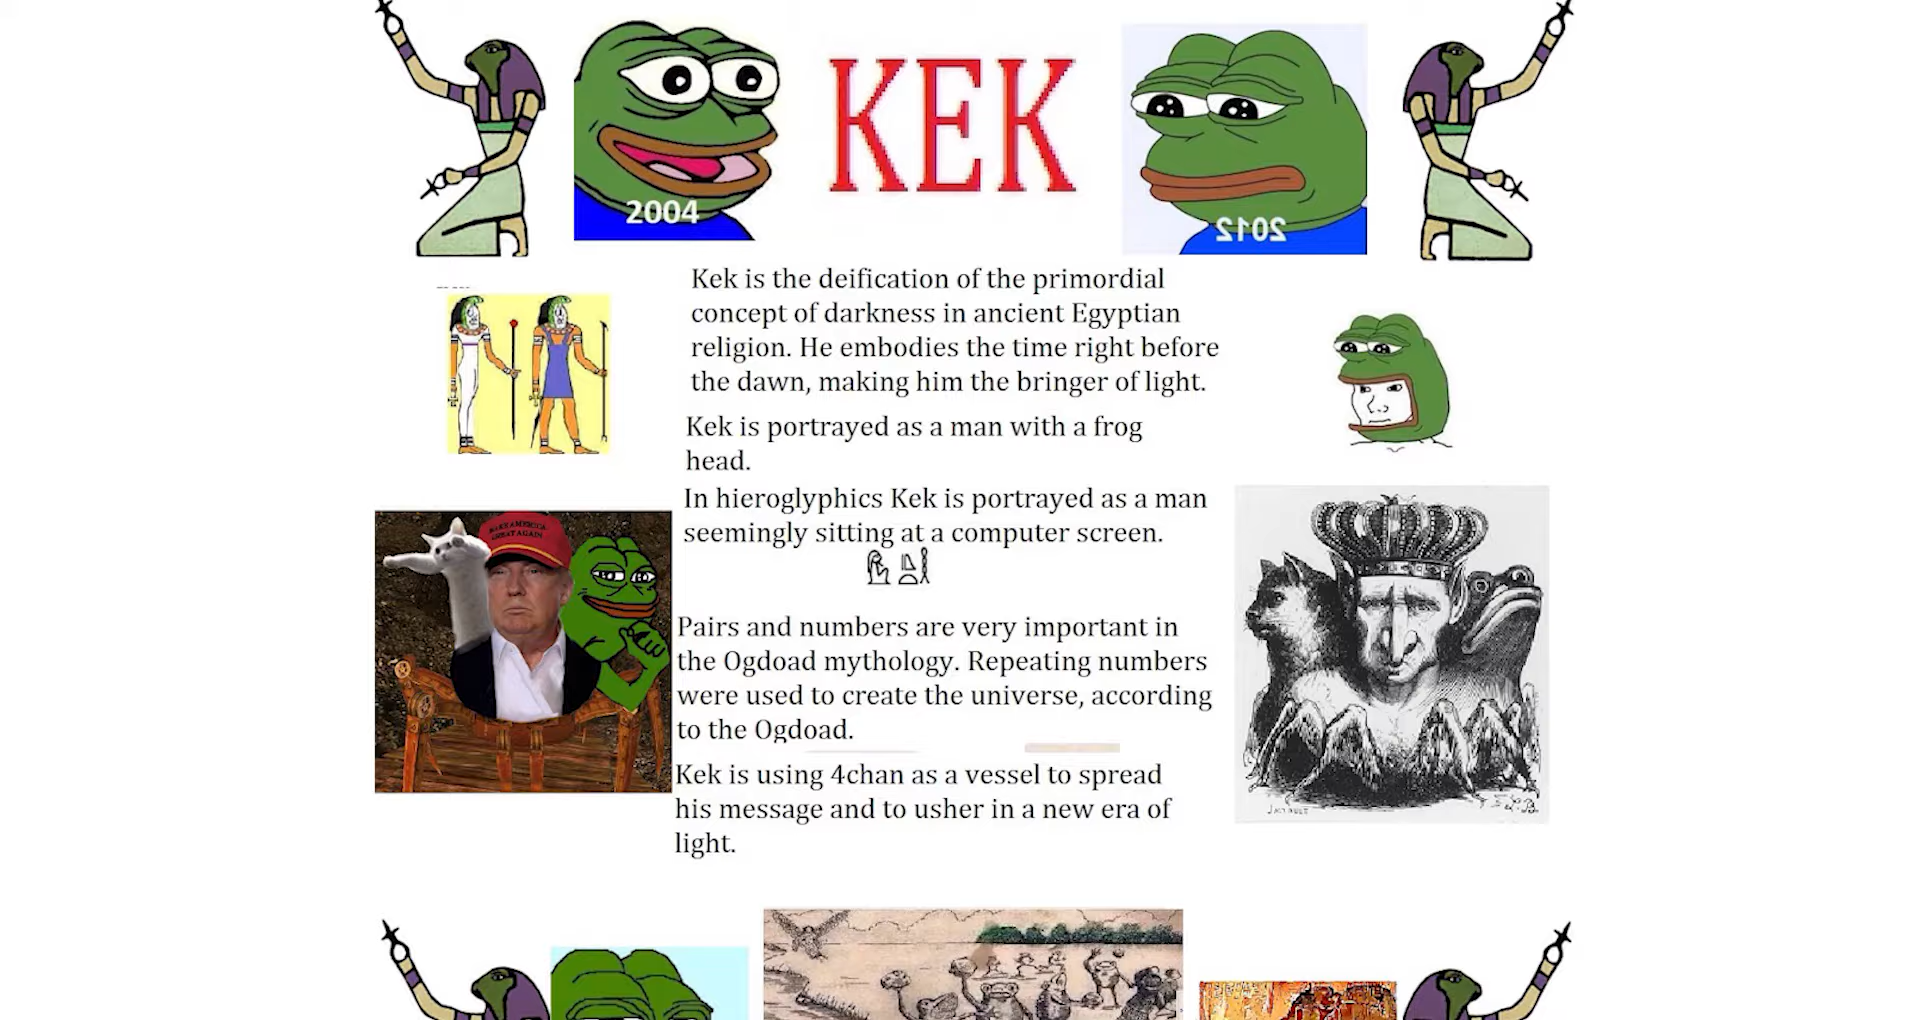 KEK
2004
2012
Kek is the deification of the primordial
concept of darkness in ancient Egyptian
religion. He embodies the time right before
the dawn, making him the bringer of light.
Kek is portrayed as a man with a frog
head.
In hieroglyphics Kek is portrayed as a man
seemingly sitting at a computer screen.
MAKE AMERICA
GREAT AGAIN
Pairs and numbers are very important in
the Ogdoad mythology. Repeating numbers
were used to create the universe, according
to the Ogdoad.
Kek is using 4chan as a vessel to spread
his message and to usher in a new era of
light.